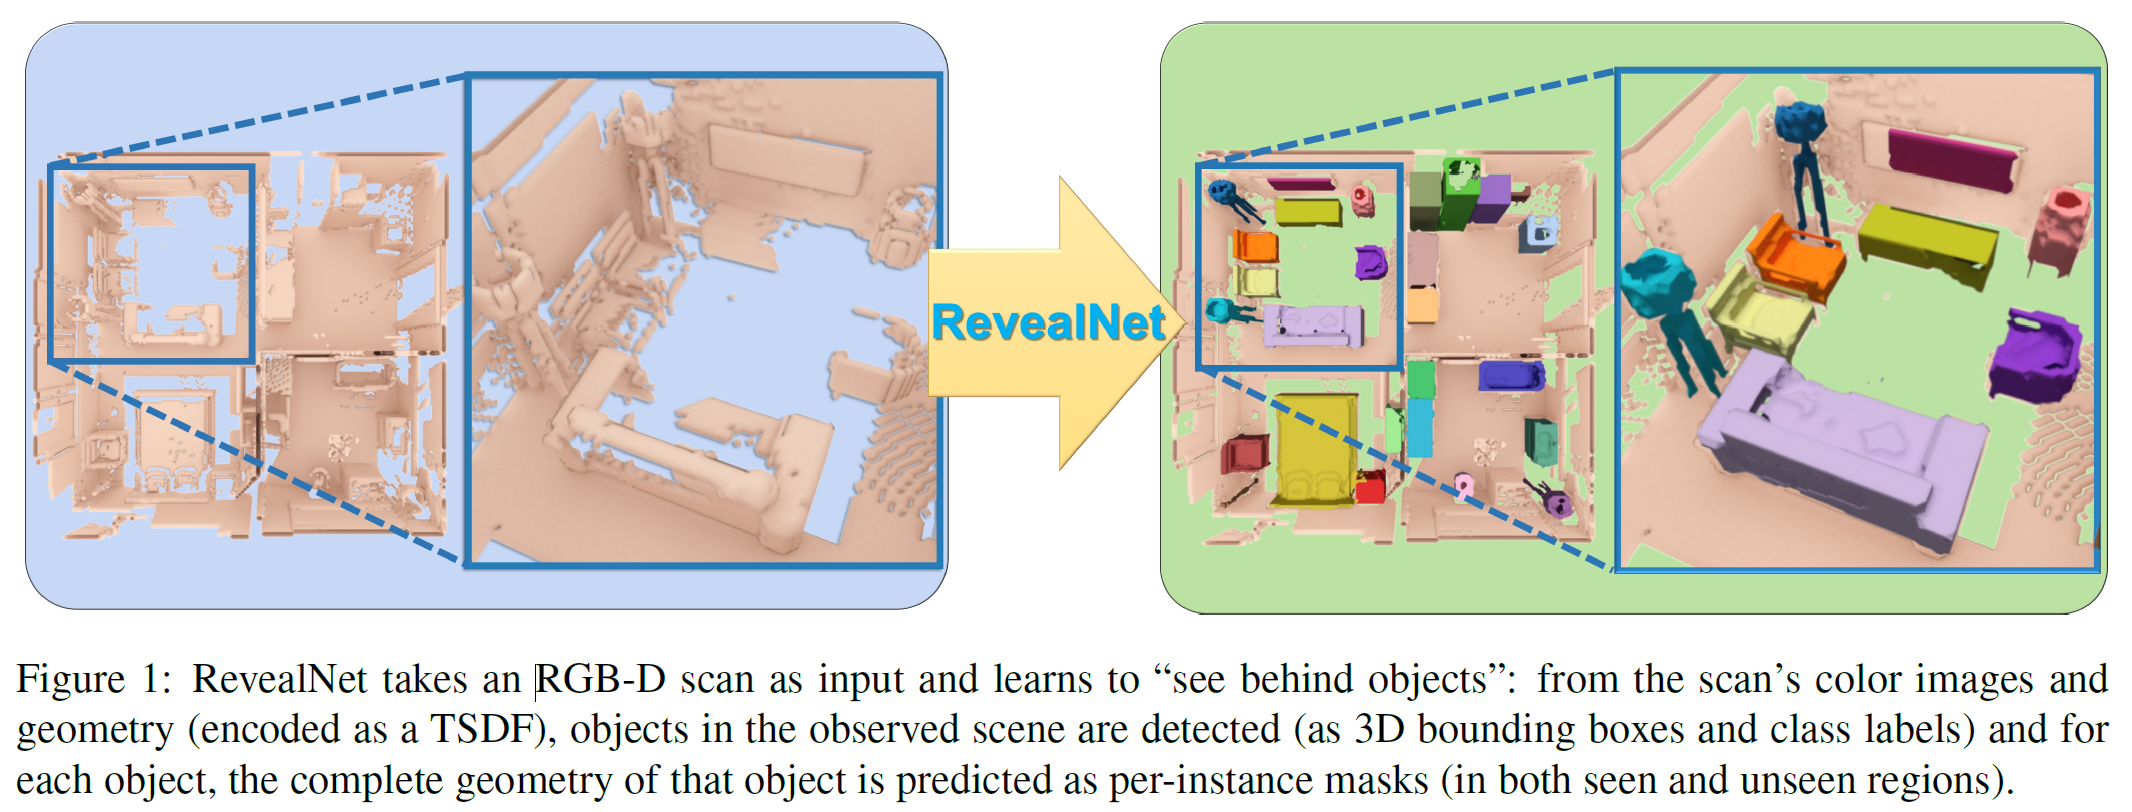 RevealNet
Figure 1: RevealNet takes an RGB-D scan as input and learns to “see behind objects”: from the scan’s color images and
geometry (encoded as a TSDF), objects in the observed scene are detected (as 3D bounding boxes and class labels) and for
each object, the complete geometry of that object is predicted as per-instance masks (in both seen and unseen regions).